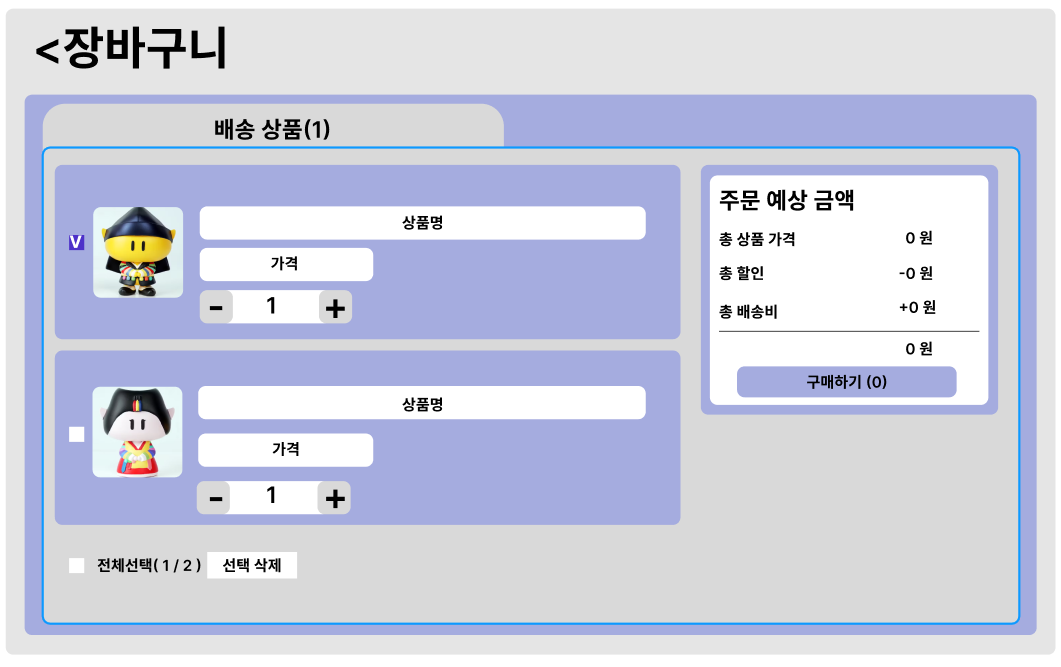 <장바구니
배송 상품(1)
V
상품명
가격
- 1 +
상품명
가격
- 1 +
전체선택( 1 / 2 ) 선택 삭제
주문 예상 금액
총 상품 가격 0 원
총 할인 -0 원
총 배송비 +0 원
0 원
구매하기 (0)